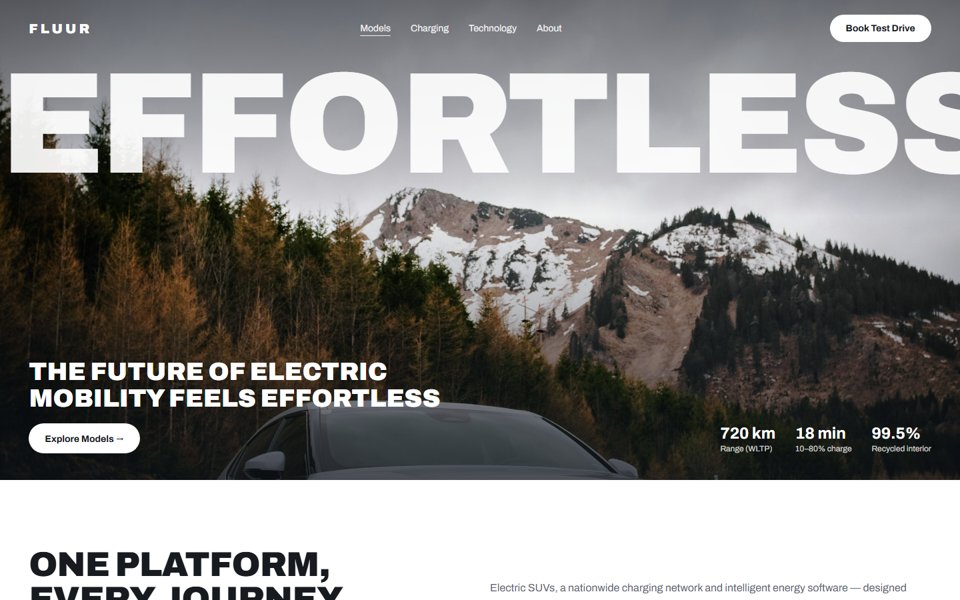 FLUUR
Models Charging Technology About
Book Test Drive
EFFORTLESS
THE FUTURE OF ELECTRIC
MOBILITY FEELS EFFORTLESS
Explore Models →
720 km 18 min 99.5%
Range (WLTP) 10–80% charge Recycled interior
ONE PLATFORM,
EVERY JOURNEY
Electric SUVs, a nationwide charging network and intelligent energy software — designed